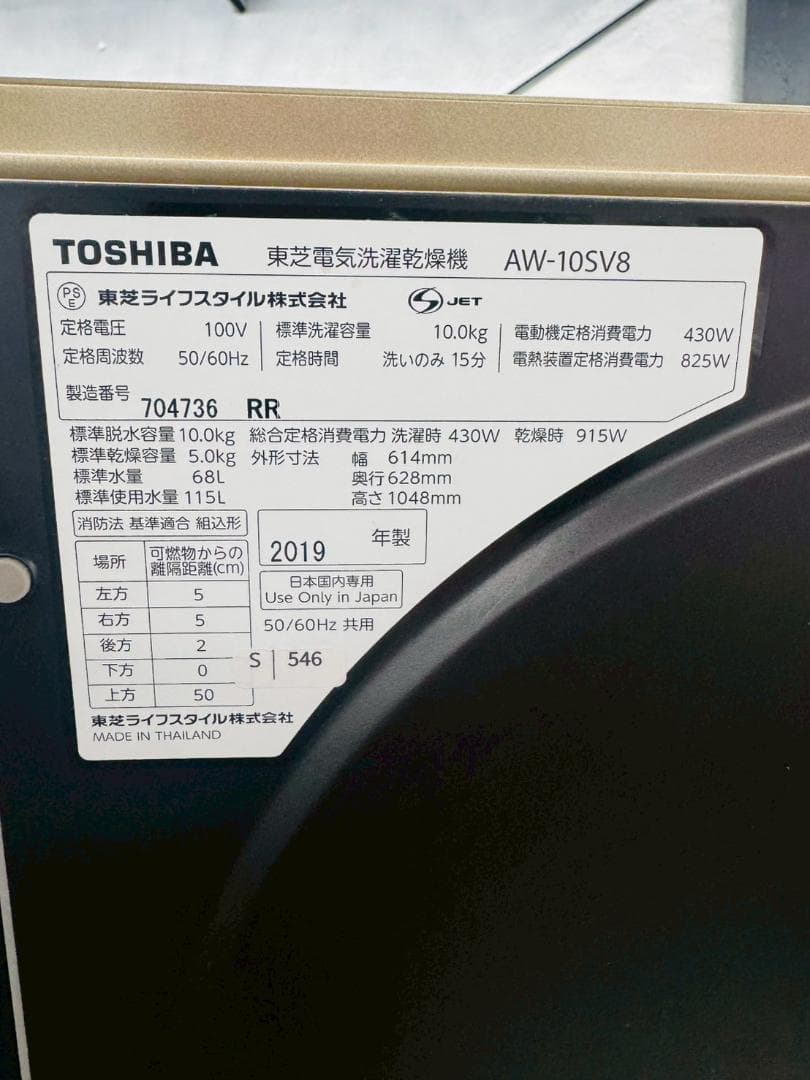 TOSHIBA 東芝電気洗濯乾燥機 AW-10SV8
PS E 東芝ライフスタイル株式会社 S JET
定格電圧 100V 標準洗濯容量 10.0kg 電動機定格消費電力 430W
定格周波数 50/60Hz 定格時間 洗いのみ 15分 電熱装置定格消費電力 825W
製造番号 704736 RR
標準脱水容量 10.0kg 総合定格消費電力 洗濯時 430W 乾燥時 915W
標準乾燥容量 5.0kg 外形寸法 幅 614mm
標準水量 68L 奥行 628mm
標準使用水量 115L 高さ 1048mm
消防法 基準適合 組込形
2019 年製
場所 可燃物からの
離隔距離(cm)
左方 5
右方 5
後方 2
下方 0
上方 50
日本国内専用
Use Only in Japan
50/60Hz 共用
S 546
東芝ライフスタイル株式会社
MADE IN THAILAND